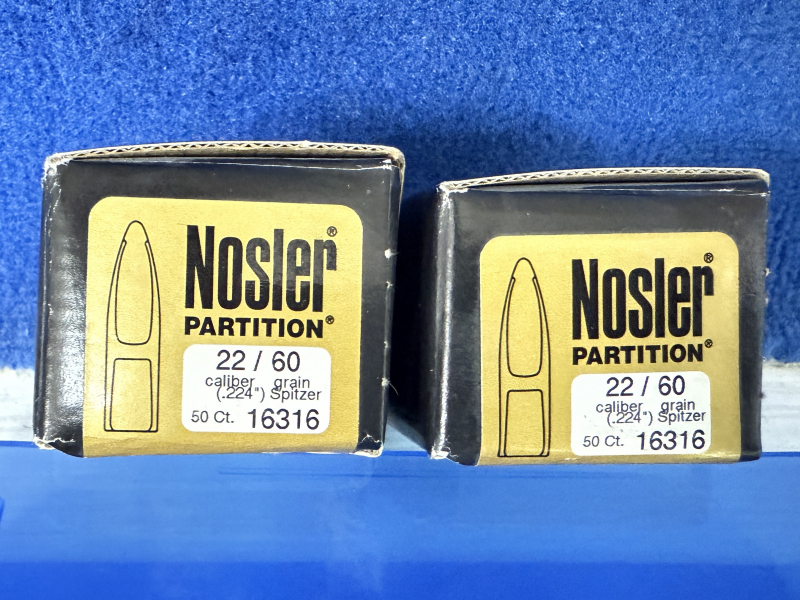 Nosler®
PARTITION®
22 / 60
caliber grain
(.224") Spitzer
50 Ct. 16316
Nosler®
PARTITION®
22 / 60
caliber grain
(.224") Spitzer
50 Ct. 16316